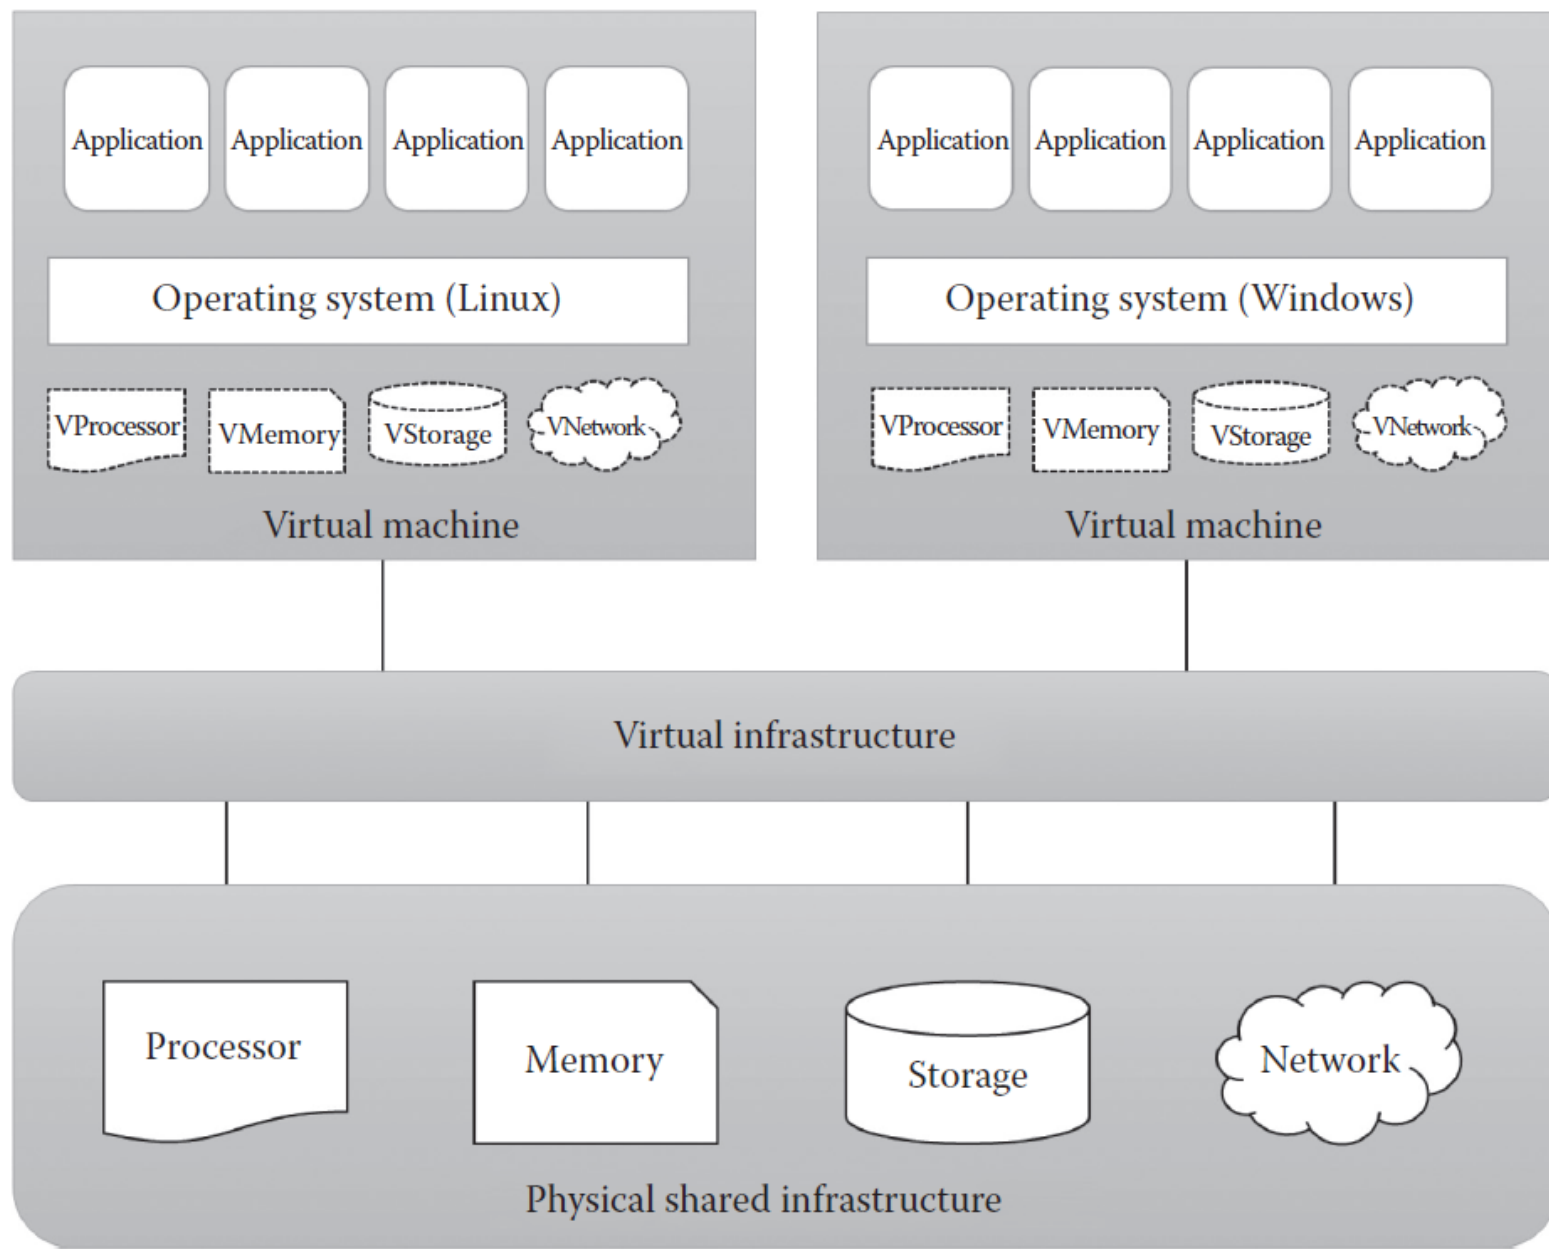 Application Application Application Application
Operating system (Linux)
VProcessor VMemory VStorage VNetwork
Virtual machine
Application Application Application Application
Operating system (Windows)
VProcessor VMemory VStorage VNetwork
Virtual machine
Virtual infrastructure
Processor Memory Storage Network
Physical shared infrastructure